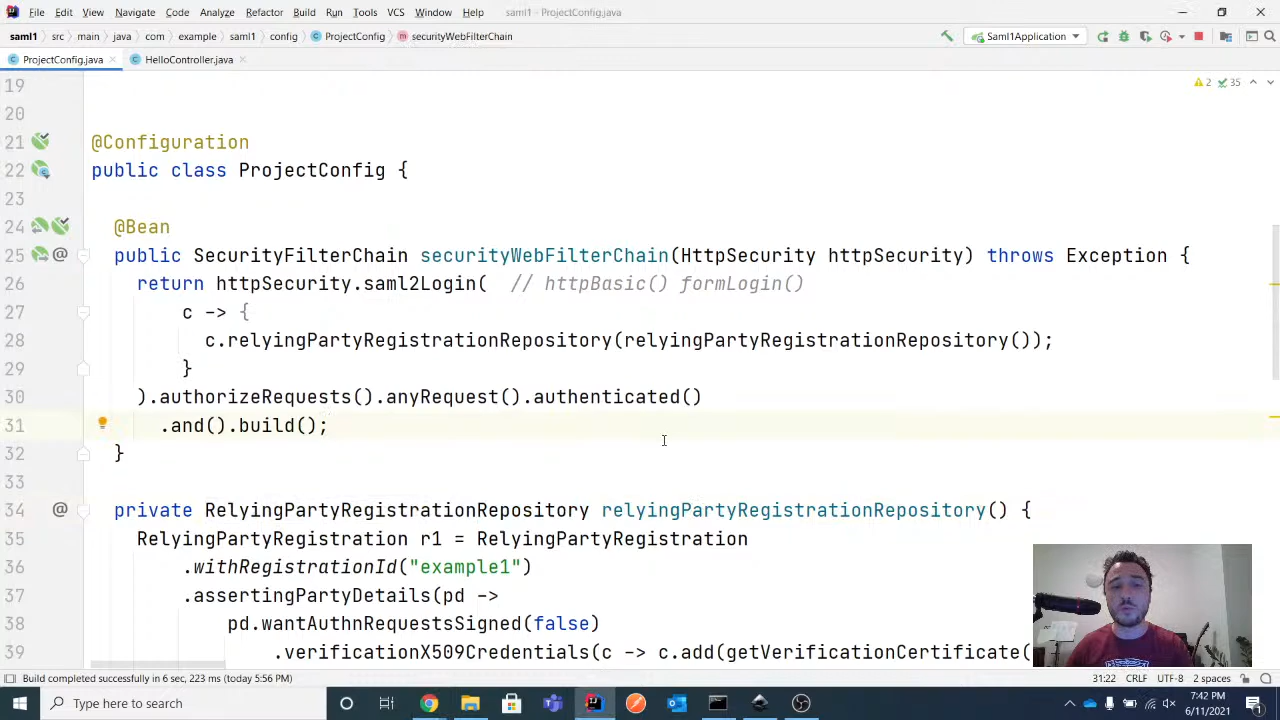 File Edit View Navigate Code Analyze Refactor Build Run Tools VCS Window Help saml1 - ProjectConfig.java
saml1 src main java com example saml1 config ProjectConfig securityWebFilterChain Saml1Application
ProjectConfig.java HelloController.java
19 2 35
20
21 @Configuration
22 public class ProjectConfig {
23
24 @Bean
25 @ public SecurityFilterChain securityWebFilterChain(HttpSecurity httpSecurity) throws Exception {
26 return httpSecurity.saml2Login( // httpBasic() formLogin()
27 c -> {
28 c.relyingPartyRegistrationRepository(relyingPartyRegistrationRepository());
29 }
30 ).authorizeRequests().anyRequest().authenticated()
31 .and().build();
32 }
33
34 @ private RelyingPartyRegistrationRepository relyingPartyRegistrationRepository() {
35 RelyingPartyRegistration r1 = RelyingPartyRegistration
36 .withRegistrationId("example1")
37 .assertingPartyDetails(pd ->
38 pd.wantAuthnRequestsSigned(false)
39 .verificationX509Credentials(c -> c.add(getVerificationCertificate(
Build completed successfully in 6 sec, 223 ms (today 5:56 PM) 31:22 CRLF UTF-8 2 spaces
Type here to search 7:42 PM
6/11/2021